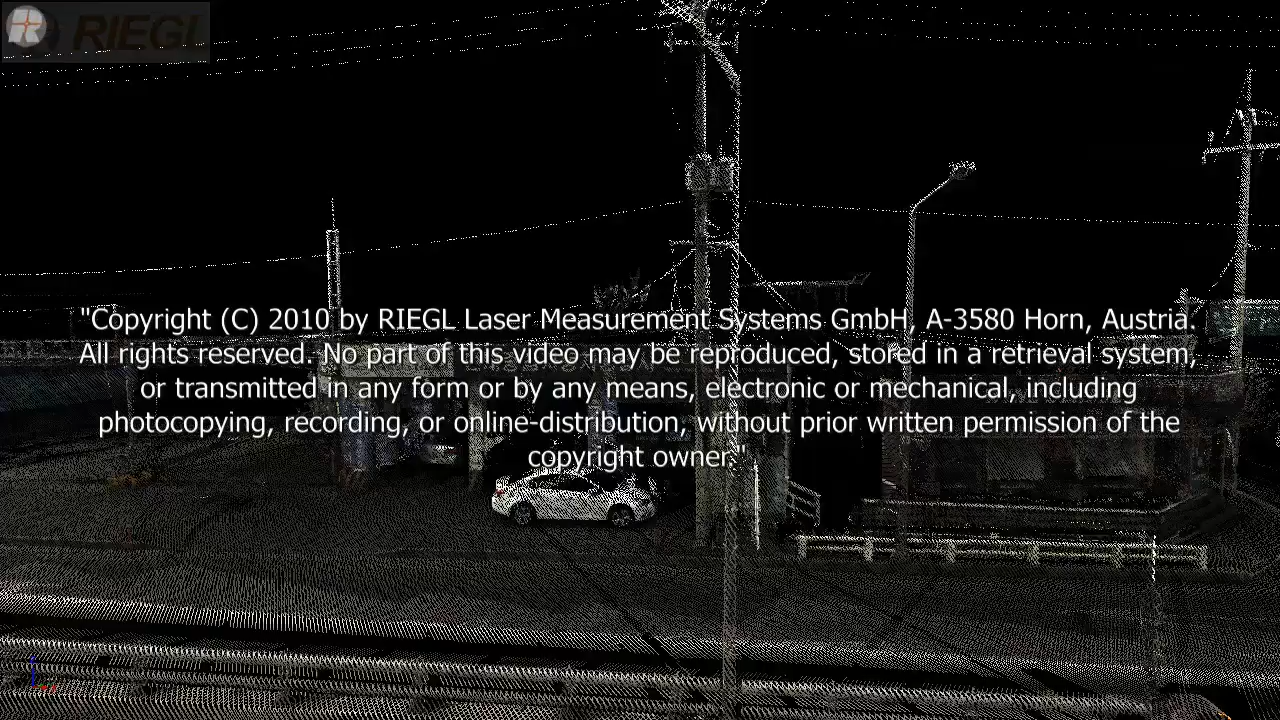 RIEGL
"Copyright (C) 2010 by RIEGL Laser Measurement Systems GmbH, A-3580 Horn, Austria.
All rights reserved. No part of this video may be reproduced, stored in a retrieval system,
or transmitted in any form or by any means, electronic or mechanical, including
photocopying, recording, or online-distribution, without prior written permission of the
copyright owner."